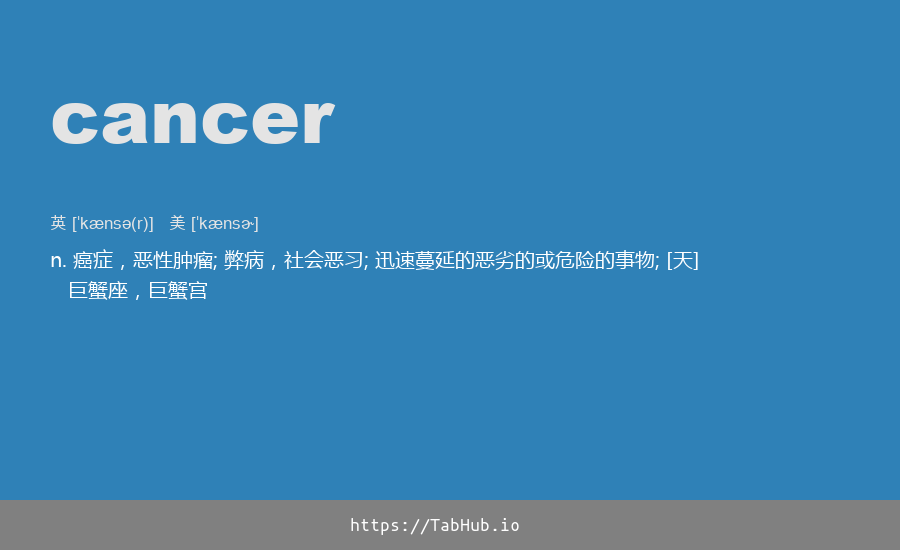 cancer
英 [ˈkænsə(r)] 美 [ˈkænsɚ]
n. 癌症，恶性肿瘤; 弊病，社会恶习; 迅速蔓延的恶劣的或危险的事物; [天]
巨蟹座，巨蟹宫
https://TabHub.io